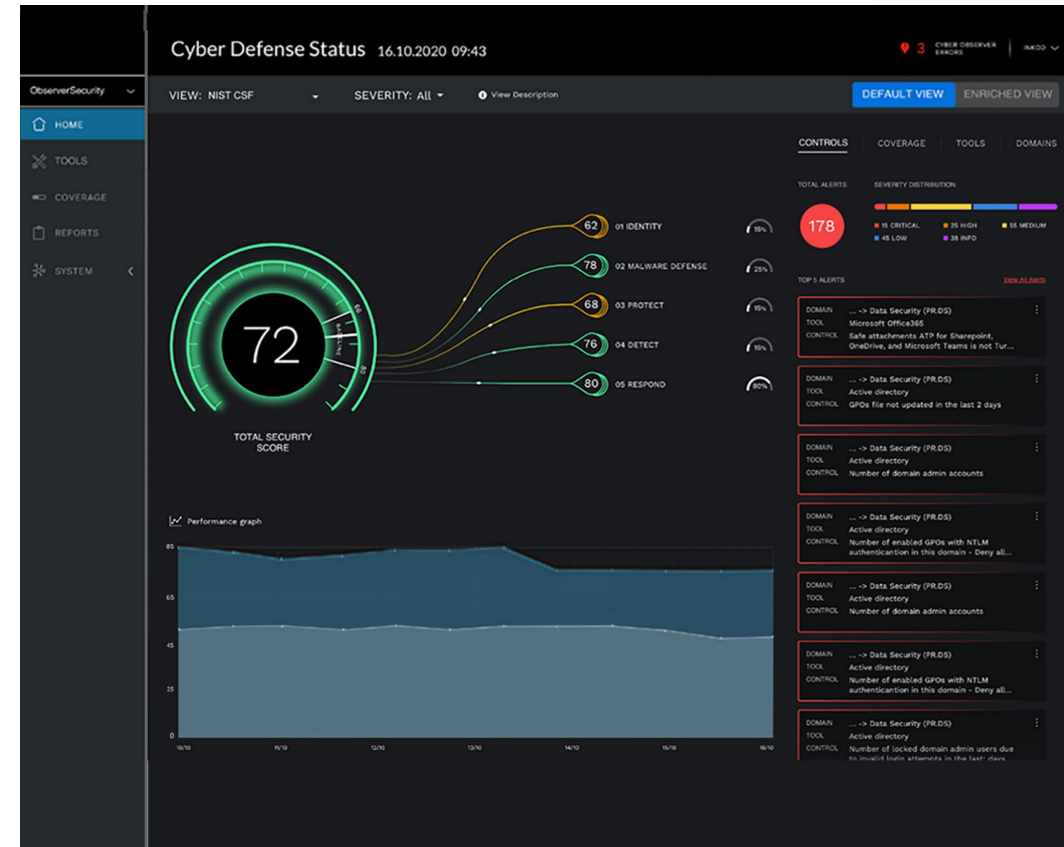 Cyber Defense Status 16.10.2020 09:43
3 CYBER OBSERVER
ERRORS
ObserverSecurity
HOME
TOOLS
COVERAGE
REPORTS
SYSTEM
VIEW: NIST CSF
SEVERITY: All
View Description
DEFAULT VIEW
ENRICHED VIEW
72
66
BASELINE
80
TOTAL SECURITY
SCORE
62 01 IDENTITY 15%
78 02 MALWARE DEFENSE 25%
68 03 PROTECT 15%
76 04 DETECT 15%
80 05 RESPOND 80%
Performance graph
85
65
45
25
0
10/10 11/10 12/10 13/10 14/10 15/10 16/10
CONTROLS COVERAGE TOOLS DOMAINS
TOTAL ALERTS
178
SEVERITY DISTRIBUTION
15 CRITICAL 25 HIGH 55 MEDIUM
45 LOW 38 INFO
TOP 5 ALERTS
View All Alerts
DOMAIN ... -> Data Security (PR.DS)
TOOL Microsoft Office365
CONTROL Safe attachments ATP for Sharepoint,
OneDrive, and Microsoft Teams is not Tur...
DOMAIN ... -> Data Security (PR.DS)
TOOL Active directory
CONTROL GPOs file not updated in the last 2 days
DOMAIN ... -> Data Security (PR.DS)
TOOL Active directory
CONTROL Number of domain admin accounts
DOMAIN ... -> Data Security (PR.DS)
TOOL Active directory
CONTROL Number of enabled GPOs with NTLM
authenticantion in this domain - Deny all...
DOMAIN ... -> Data Security (PR.DS)
TOOL Active directory
CONTROL Number of domain admin accounts
DOMAIN ... -> Data Security (PR.DS)
TOOL Active directory
CONTROL Number of enabled GPOs with NTLM
authenticantion in this domain - Deny all...
DOMAIN ... -> Data Security (PR.DS)
TOOL Active directory
CONTROL Number of locked domain admin users due
to invalid login attempts in the last: days